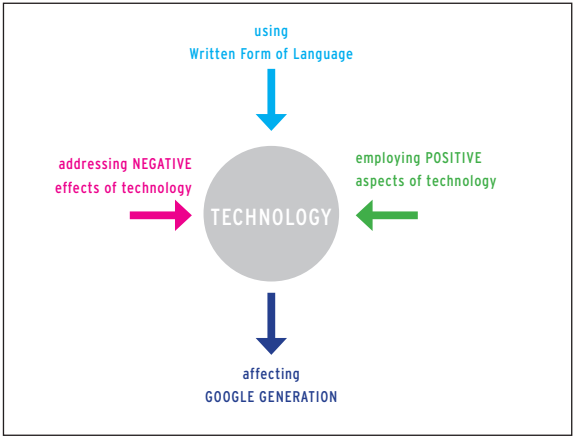 using
Written Form of Language
addressing NEGATIVE
effects of technology
employing POSITIVE
aspects of technology
TECHNOLOGY
affecting
GOOGLE GENERATION